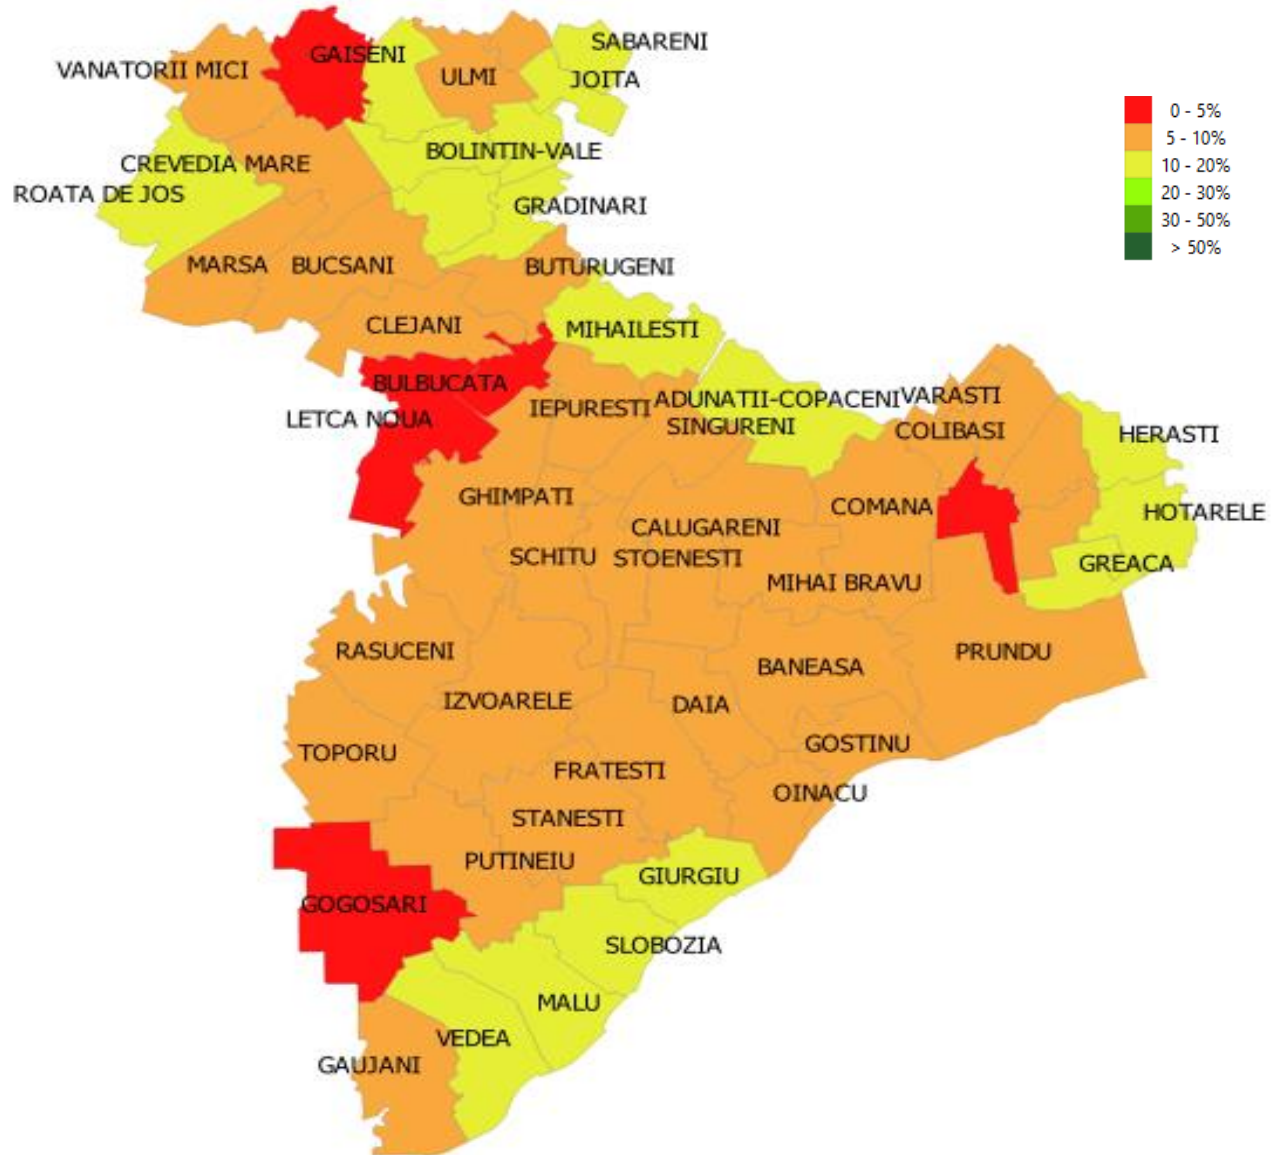 SABARENI
GAISENI
VANATORII MICI
ULMI
JOITA
0 - 5%
5 - 10%
10 - 20%
20 - 30%
30 - 50%
> 50%
BOLINTIN-VALE
CREVEDIA MARE
ROATA DE JOS
GRADINARI
MARSA
BUCSANI
BUTURUGENI
CLEJANI
MIHAILESTI
BULBUCATA
LETCA NOUA
IEPURESTI
ADUNATII-COPACENI
VARASTI
SINGURENI
COLIBASI
HERASTI
GHIMPATI
COMANA
HOTARELE
CALUGARENI
SCHITU
STOENESTI
GREACA
MIHAI BRAVU
RASUCENI
PRUNDU
BANEASA
IZVOARELE
DAIA
TOPORU
GOSTINU
FRATESTI
OINACU
STANESTI
PUTINEIU
GIURGIU
GOGOSARI
SLOBOZIA
MALU
VEDEA
GAUJANI